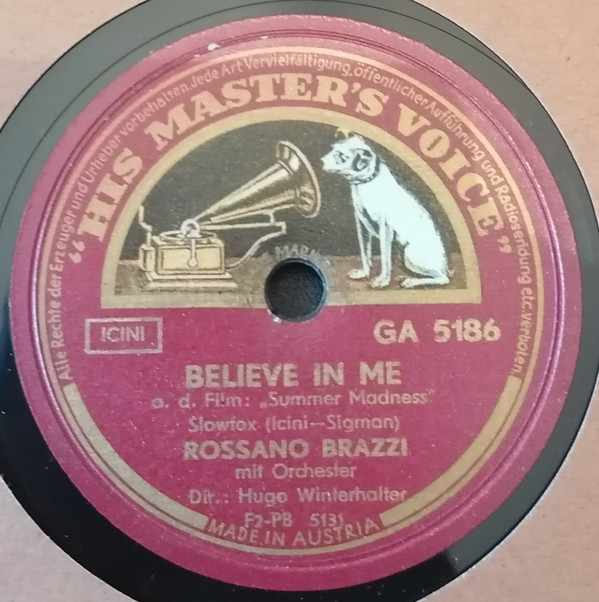 Alle Rechte der Erzeuger und Urheber vorbehalten. Jede Art Vervielfältigung, öffentlicher Aufführung und Radiosendung etc. verboten.
“HIS MASTER'S VOICE”
ICINI
GA 5186
BELIEVE IN ME
a. d. Film: „Summer Madness"
Slowfox (Icini—Sigman)
ROSSANO BRAZZI
mit Orchester
Dir.: Hugo Winterhalter
F2-PB 5131
MADE IN AUSTRIA